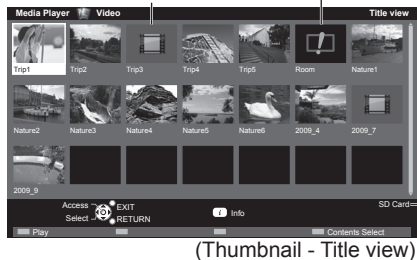 Media Player Video Title view
Trip1 Trip2 Trip3 Trip4 Trip5 Room Nature1
Nature2 Nature3 Nature4 Nature5 Nature6 2009_4 2009_7
2009_9
Access EXIT SD Card
Select RETURN i Info
Play Contents Select
(Thumbnail - Title view)